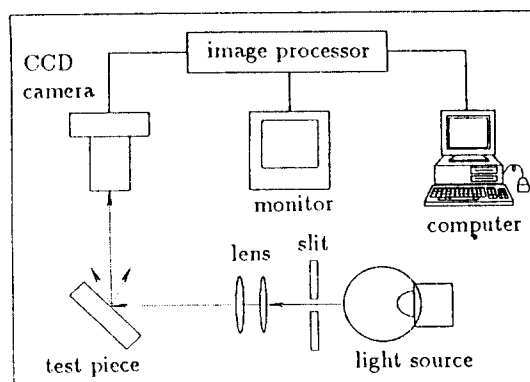 image processor
CCD
camera
monitor
computer
lens
slit
test piece
light source